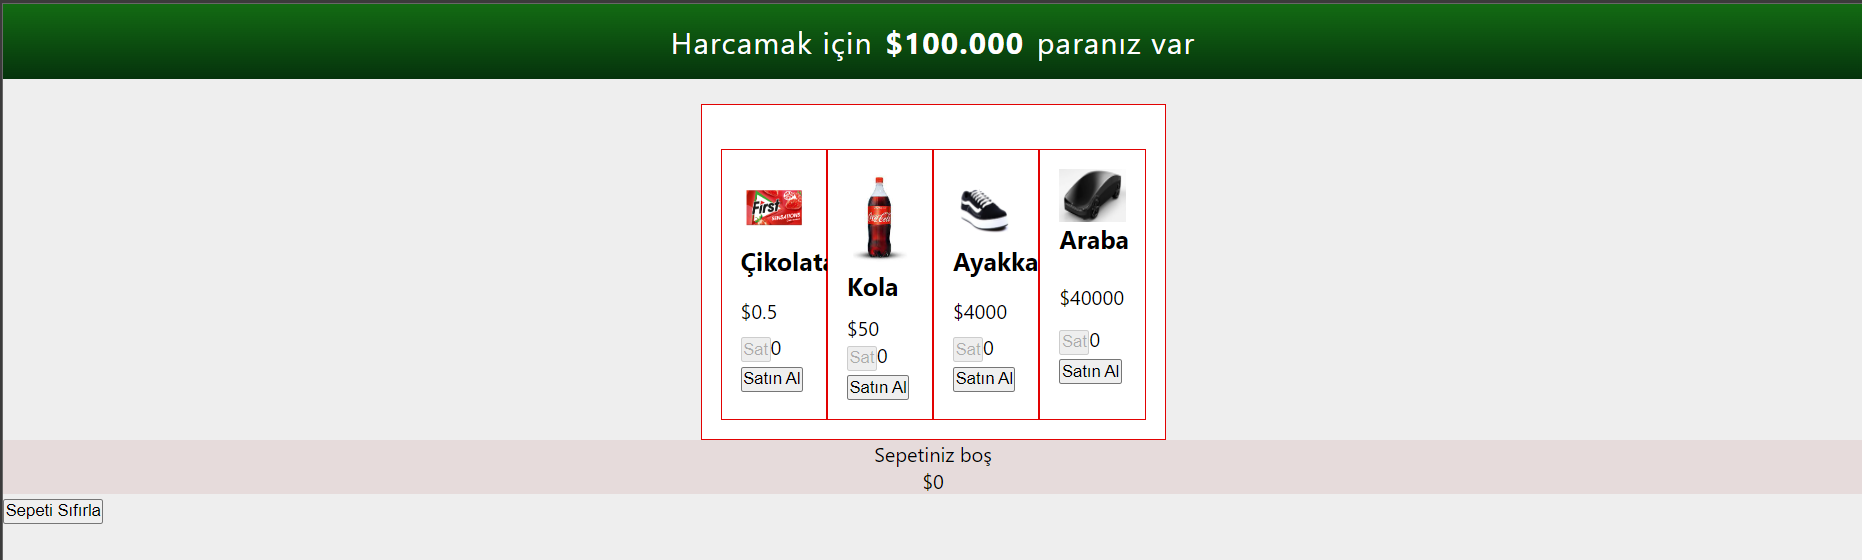 Harcamak için $100.000 paranız var
First
SENSATIONS
Çikolata
$0.5
Sat 0
Satın Al
Coca-Cola
Kola
$50
Sat 0
Satın Al
Ayakka
$4000
Sat 0
Satın Al
Araba
$40000
Sat 0
Satın Al
Sepetiniz boş
$0
Sepeti Sıfırla